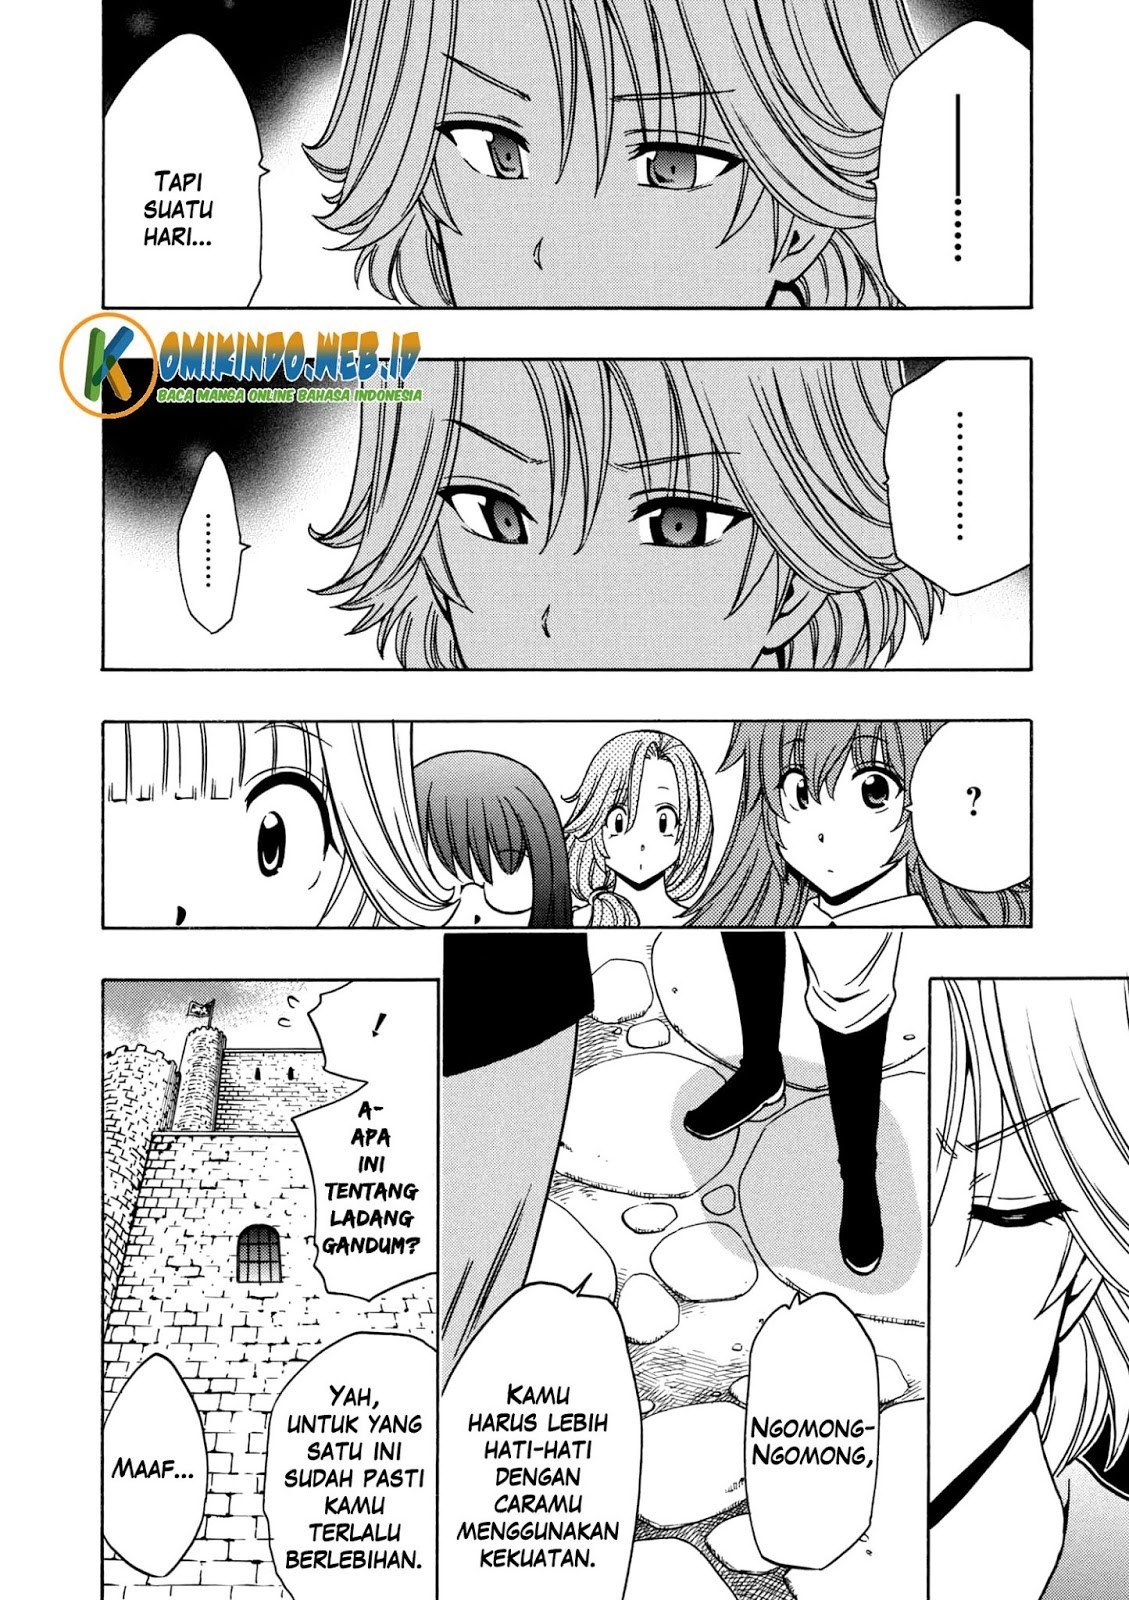 TAPI
SUATU
HARI...
KOMIKINDO.WEB.ID
BACA MANGA ONLINE BAHASA INDONESIA
..........
..........
..........
?
NGOMONG-
NGOMONG,
KAMU
HARUS LEBIH
HATI-HATI
DENGAN
CARAMU
MENGGUNAKAN
KEKUATAN.
!
A-
APA
INI
TENTANG
LADANG
GANDUM?
YAH,
UNTUK YANG
SATU INI
SUDAH PASTI
KAMU
TERLALU
BERLEBIHAN.
MAAF...